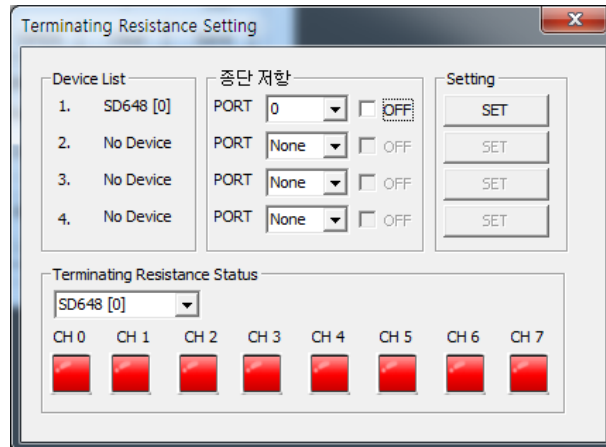 Terminating Resistance Setting
Device List 종단 저항 Setting
1. SD648 [0] PORT 0 OFF SET
2. No Device PORT None OFF SET
3. No Device PORT None OFF SET
4. No Device PORT None OFF SET
Terminating Resistance Status
SD648 [0]
CH 0 CH 1 CH 2 CH 3 CH 4 CH 5 CH 6 CH 7